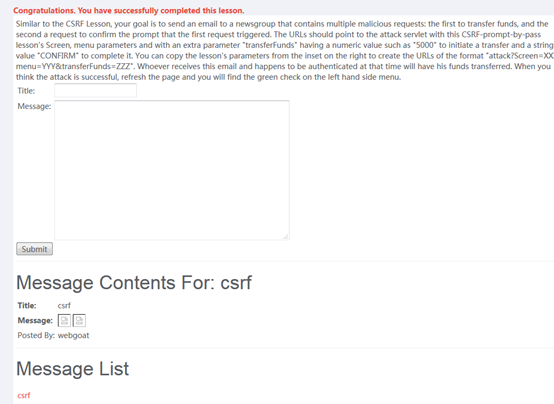 Congratulations. You have successfully completed this lesson.
Similar to the CSRF Lesson, your goal is to send an email to a newsgroup that contains multiple malicious requests: the first to transfer funds, and the
second a request to confirm the prompt that the first request triggered. The URLs should point to the attack servlet with this CSRF-prompt-by-pass
lesson's Screen, menu parameters and with an extra parameter "transferFunds" having a numeric value such as "5000" to initiate a transfer and a string
value "CONFIRM" to complete it. You can copy the lesson's parameters from the inset on the right to create the URLs of the format "attack?Screen=XX
menu=YYY&transferFunds=ZZZ". Whoever receives this email and happens to be authenticated at that time will have his funds transferred. When you
think the attack is successful, refresh the page and you will find the green check on the left hand side menu.
Title:
Message:
Submit
Message Contents For: csrf
Title: csrf
Message:
Posted By: webgoat
Message List
csrf